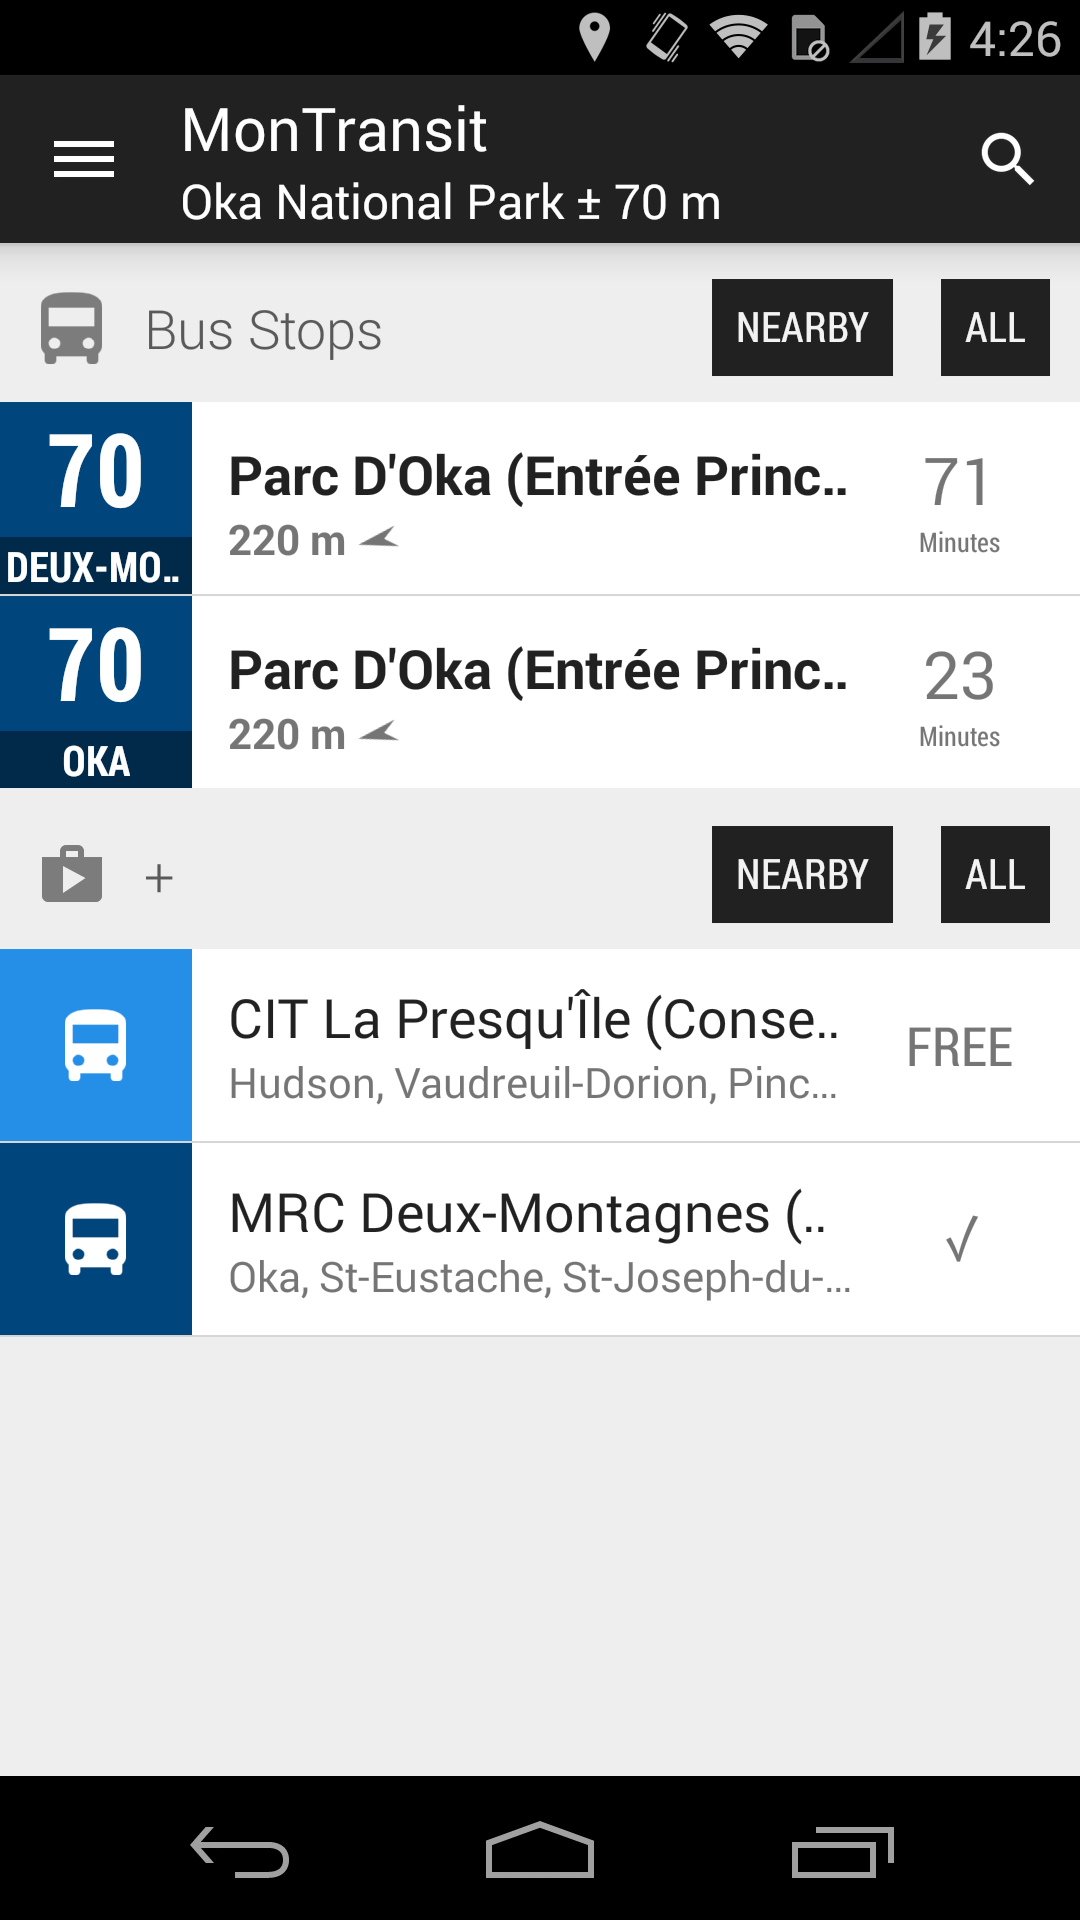 4:26
MonTransit
Oka National Park ± 70 m
Bus Stops NEARBY ALL
70
DEUX-MO..
Parc D'Oka (Entrée Princ..
220 m
71
Minutes
70
OKA
Parc D'Oka (Entrée Princ..
220 m
23
Minutes
+ NEARBY ALL
CIT La Presqu'Île (Conse..
Hudson, Vaudreuil-Dorion, Pinc...
FREE
MRC Deux-Montagnes (..
Oka, St-Eustache, St-Joseph-du-...
√